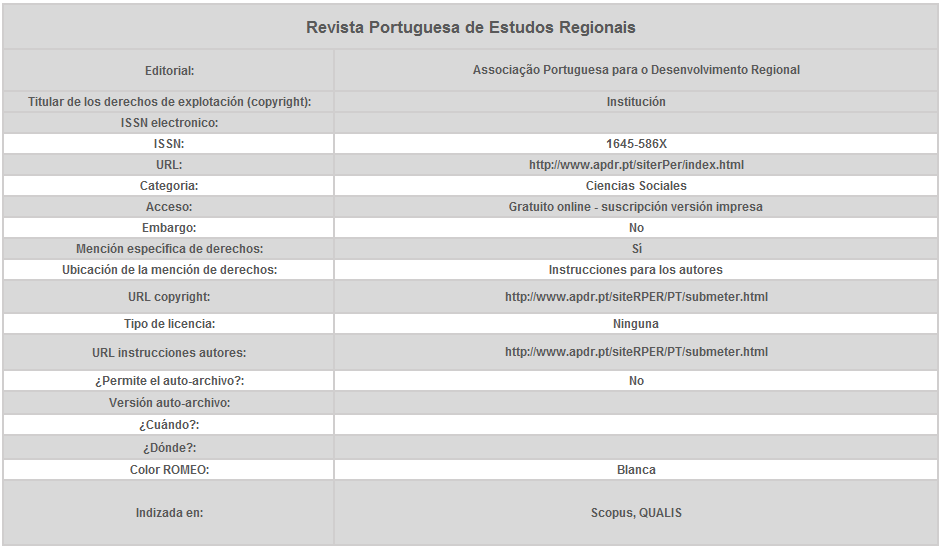 Revista Portuguesa de Estudos Regionais
Editorial: Associação Portuguesa para o Desenvolvimento Regional
Titular de los derechos de explotación (copyright): Institución
ISSN electronico:
ISSN: 1645-586X
URL: http://www.apdr.pt/siterPer/index.html
Categoria: Ciencias Sociales
Acceso: Gratuito online - suscripción versión impresa
Embargo: No
Mención específica de derechos: Si
Ubicación de la mención de derechos: Instrucciones para los autores
URL copyright: http://www.apdr.pt/siteRPER/PT/submeter.html
Tipo de licencia: Ninguna
URL instrucciones autores: http://www.apdr.pt/siteRPER/PT/submeter.html
¿Permite el auto-archivo?: No
Versión auto-archivo:
¿Cuándo?:
¿Dónde?:
Color ROMEO: Blanca
Indizada en: Scopus, QUALIS